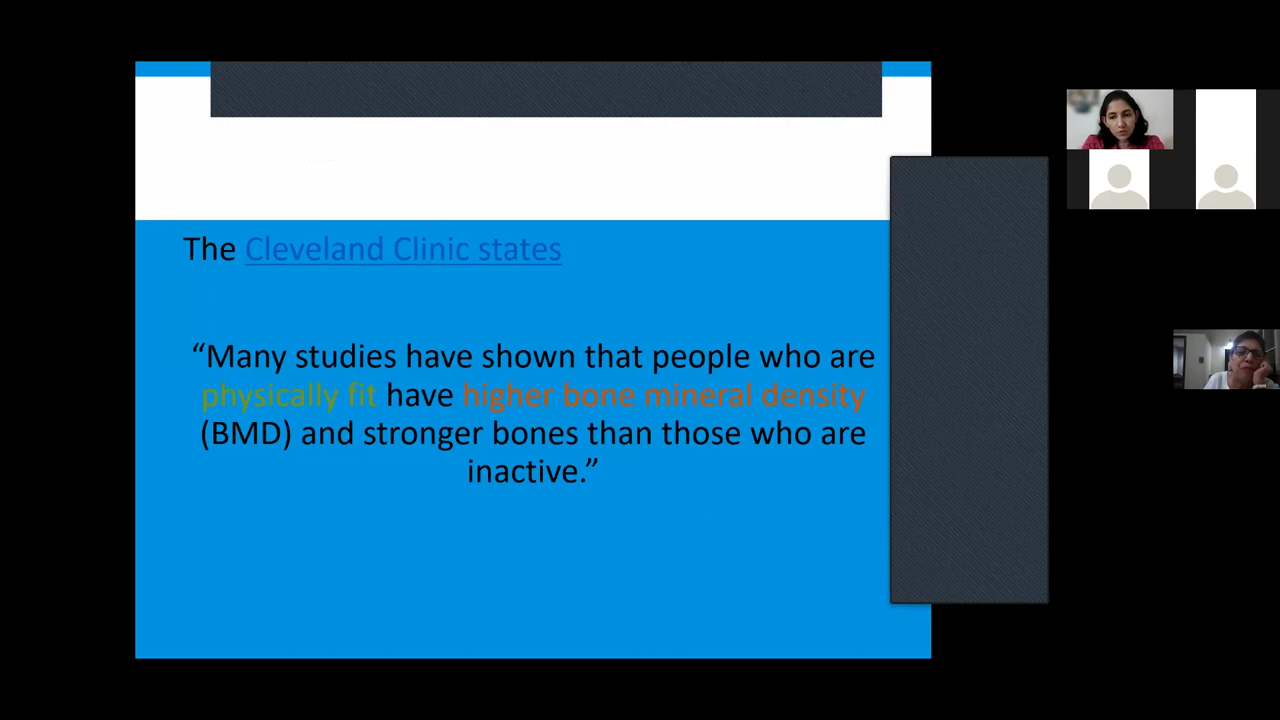 The Cleveland Clinic states
“Many studies have shown that people who are
physically fit have higher bone mineral density
(BMD) and stronger bones than those who are
inactive.”